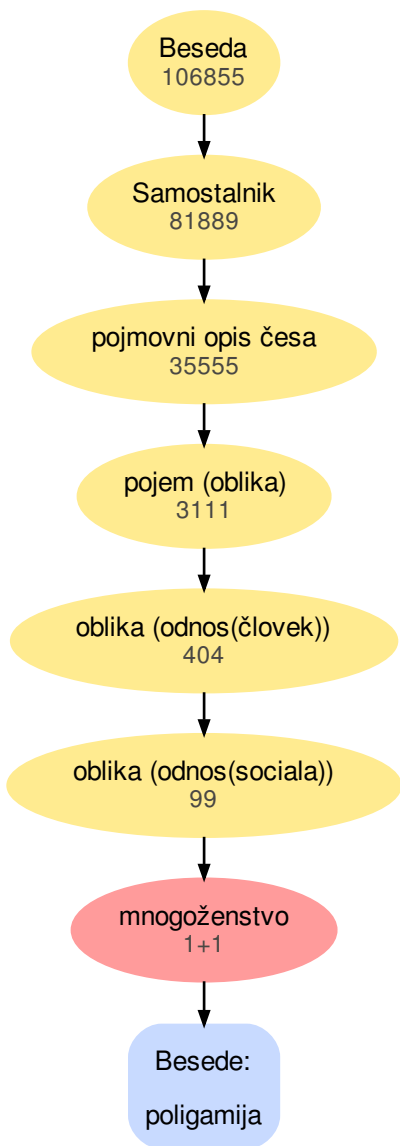 Beseda
106855
Samostalnik
81889
pojmovni opis česa
35555
pojem (oblika)
3111
oblika (odnos(človek))
404
oblika (odnos(sociala))
99
mnogoženstvo
1+1
Besede:
poligamija